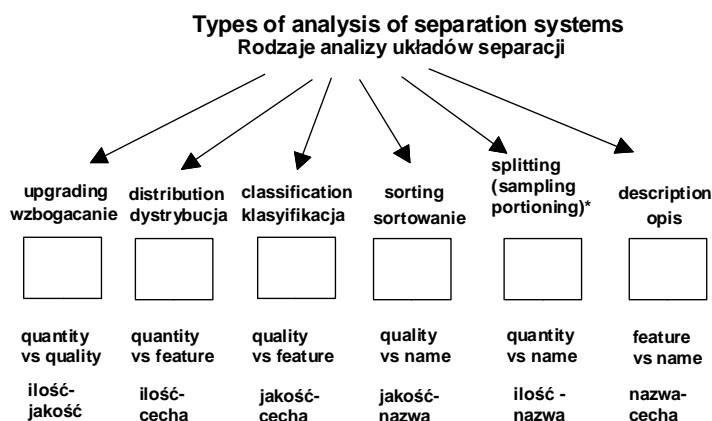 Types of analysis of separation systems
Rodzaje analizy układów separacji
upgrading
wzbogacanie
distribution
dystrybucja
classification
klasyifikacja
sorting
sortowanie
splitting
(sampling
portioning)*
description
opis
quantity
vs quality
quantity
vs feature
quality
vs feature
quality
vs name
quantity
vs name
feature
vs name
ilość-
jakość
ilość-
cecha
jakość-
cecha
jakość-
nazwa
ilość -
nazwa
nazwa-
cecha